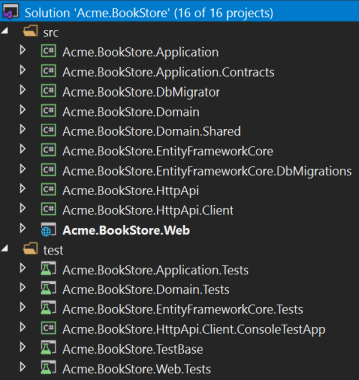 Solution 'Acme.BookStore' (16 of 16 projects)
src
C# Acme.BookStore.Application
C# Acme.BookStore.Application.Contracts
C# Acme.BookStore.DbMigrator
C# Acme.BookStore.Domain
C# Acme.BookStore.Domain.Shared
C# Acme.BookStore.EntityFrameworkCore
C# Acme.BookStore.EntityFrameworkCore.DbMigrations
C# Acme.BookStore.HttpApi
C# Acme.BookStore.HttpApi.Client
Acme.BookStore.Web
test
Acme.BookStore.Application.Tests
Acme.BookStore.Domain.Tests
Acme.BookStore.EntityFrameworkCore.Tests
C# Acme.BookStore.HttpApi.Client.ConsoleTestApp
Acme.BookStore.TestBase
Acme.BookStore.Web.Tests